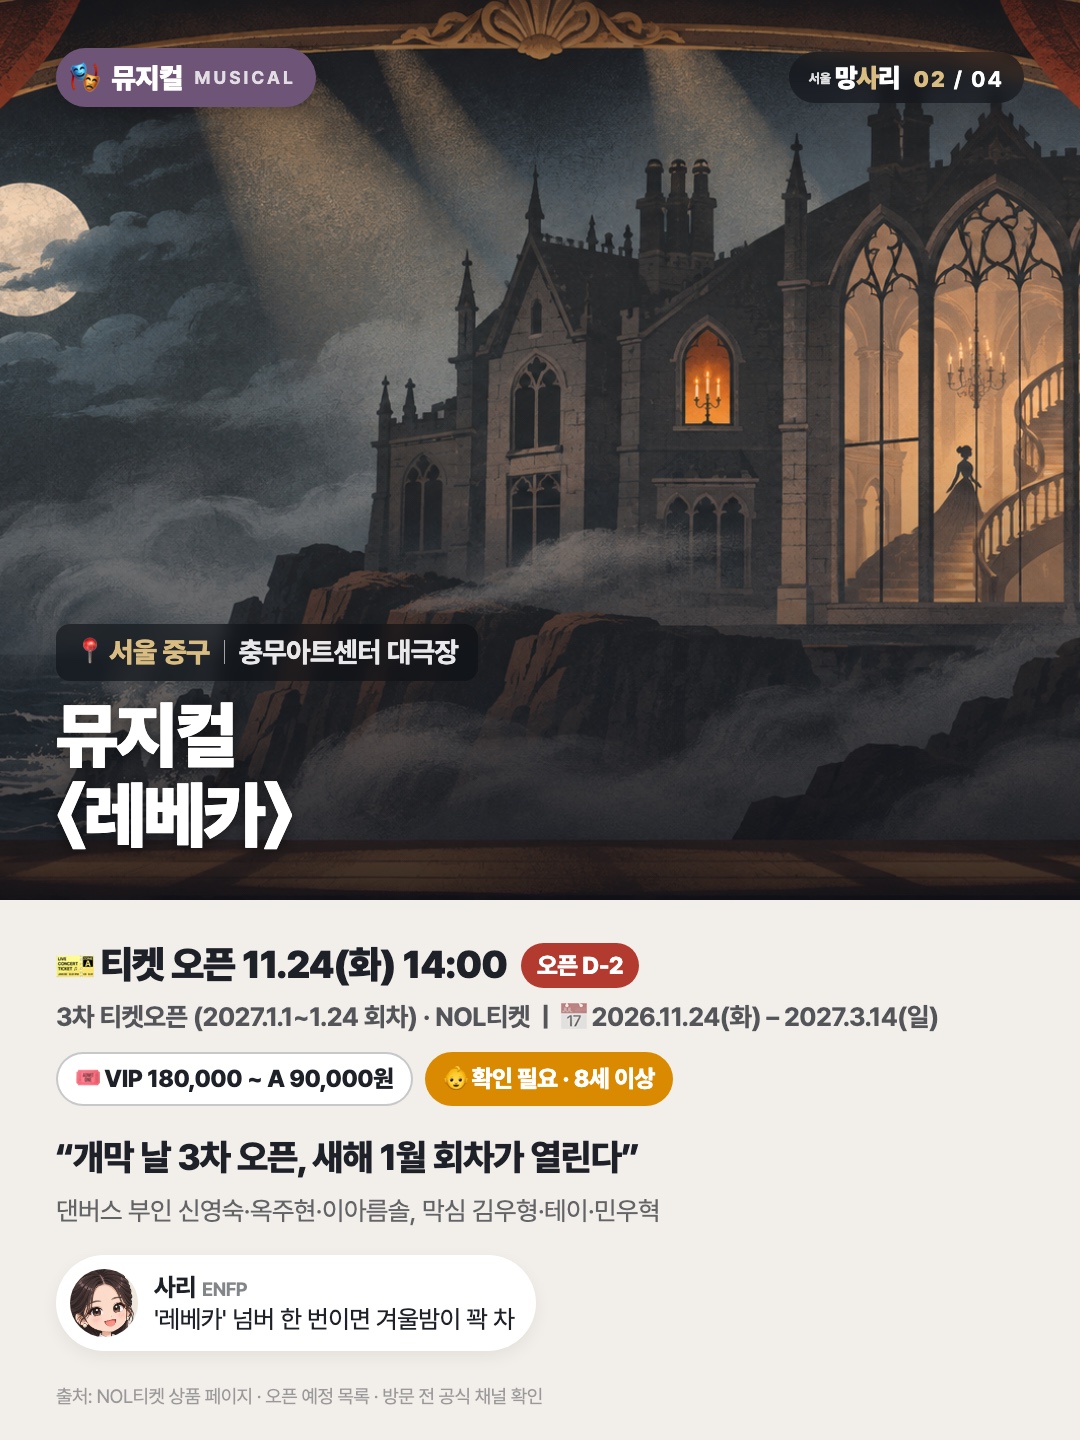 뮤지컬 MUSICAL
서울 망사리 02 / 04
서울 중구 | 충무아트센터 대극장
뮤지컬
〈레베카〉
티켓 오픈 11.24(화) 14:00 오픈 D-2
3차 티켓오픈 (2027.1.1~1.24 회차) · NOL티켓 | 17 2026.11.24(화) – 2027.3.14(일)
VIP 180,000 ~ A 90,000원 확인 필요 · 8세 이상
“개막 날 3차 오픈, 새해 1월 회차가 열린다”
댄버스 부인 신영숙·옥주현·이아름솔, 막심 김우형·테이·민우혁
사리 ENFP
'레베카' 넘버 한 번이면 겨울밤이 꽉 차
출처: NOL티켓 상품 페이지 · 오픈 예정 목록 · 방문 전 공식 채널 확인